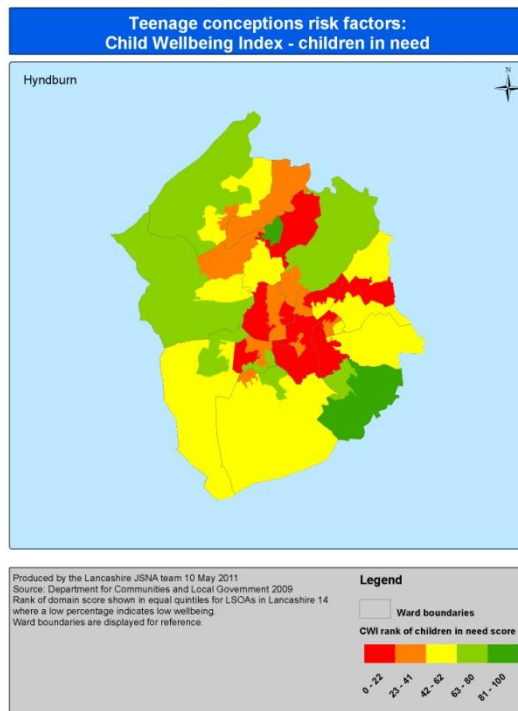 Teenage conceptions risk factors:
Child Wellbeing Index - children in need
Hyndburn
N
Produced by the Lancashire JSNA team 10 May 2011
Source: Department for Communities and Local Government 2009
Rank of domain score shown in equal quintiles for LSOAs in Lancashire 14
where a low percentage indicates low wellbeing.
Ward boundaries are displayed for reference.
Legend
Ward boundaries
CWI rank of children in need score
0 - 22
23 - 41
42 - 62
63 - 80
81 - 100